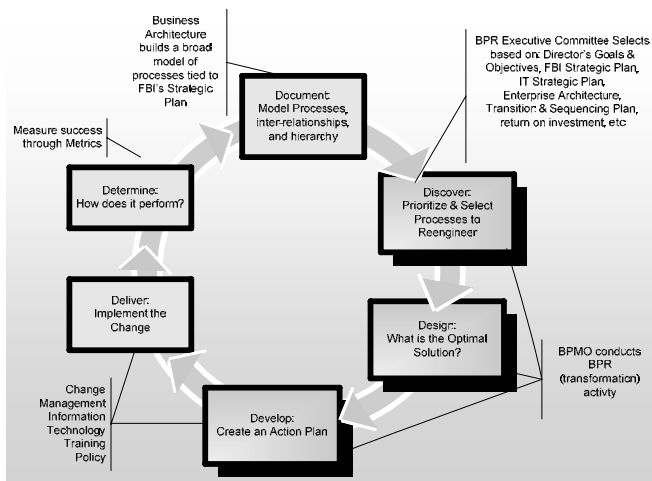 Business
Architecture
builds a broad
model of
processes tied to
FBI's Strategic
Plan
BPR Executive Committee Selects
based on: Director's Goals &
Objectives, FBI Strategic Plan,
IT Strategic Plan,
Enterprise Architecture,
Transition & Sequencing Plan,
return on investment, etc
Document:
Model Processes,
inter-relationships,
and hierarchy
Measure success
through Metrics
Determine:
How does it perform?
Discover:
Prioritize & Select
Processes to
Reengineer
Deliver:
Implement the
Change
Design:
What is the Optimal
Solution?
BPMO conducts
BPR
(transformation)
activty
Change
Management
Information
Technology
Training
Policy
Develop:
Create an Action Plan